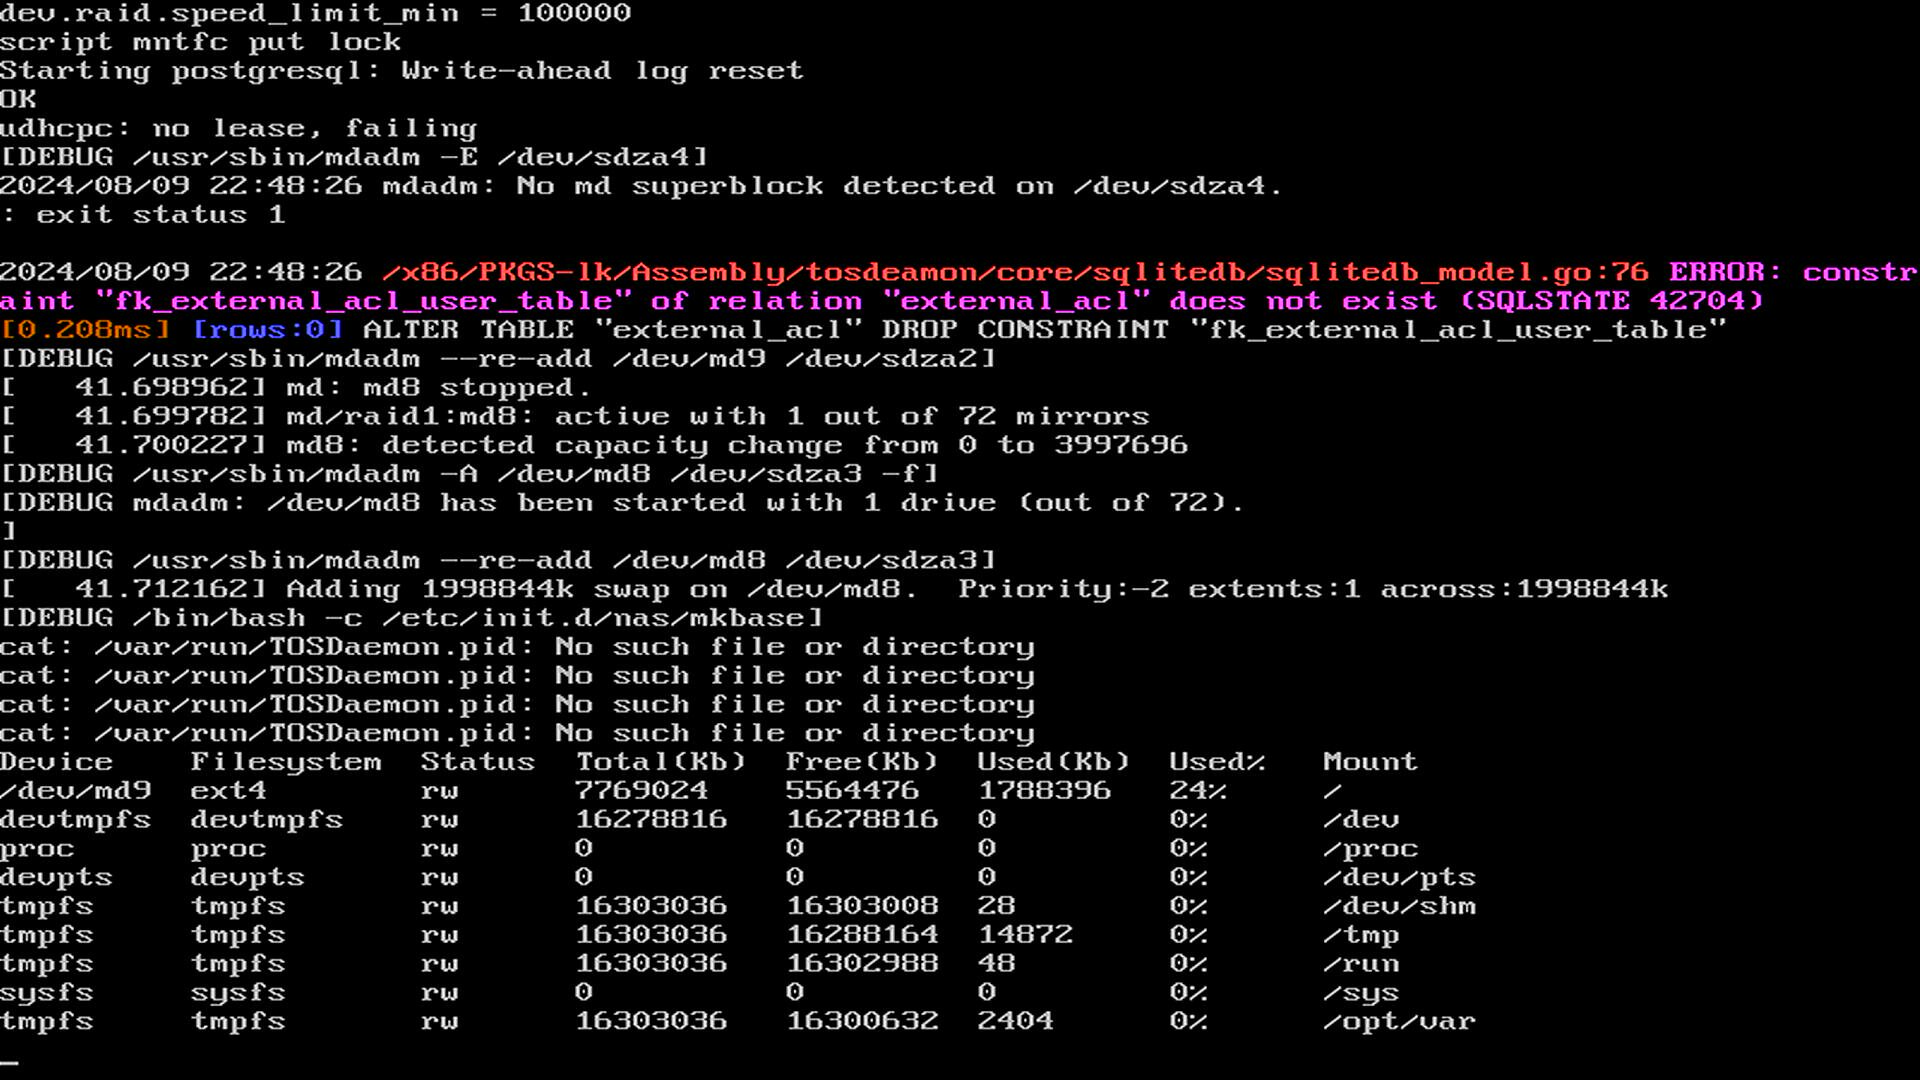 dev.raid.speed_limit_min = 100000
script mntfc put lock
Starting postgresql: Write-ahead log reset
OK
udhcpc: no lease, failing
[DEBUG /usr/sbin/mdadm -E /dev/sdza4]
2024/08/09 22:48:26 mdadm: No md superblock detected on /dev/sdza4.
: exit status 1
2024/08/09 22:48:26 /x86/PKGS-lk/Assembly/tosdeamon/core/sqlitedb/sqlitedb_model.go:76 ERROR: constr
aint "fk_external_acl_user_table" of relation "external_acl" does not exist (SQLSTATE 42704)
[0.208ms] [rows:0] ALTER TABLE "external_acl" DROP CONSTRAINT "fk_external_acl_user_table"
[DEBUG /usr/sbin/mdadm --re-add /dev/md9 /dev/sdza2]
[   41.698962] md: md8 stopped.
[   41.699782] md/raid1:md8: active with 1 out of 72 mirrors
[   41.700227] md8: detected capacity change from 0 to 3997696
[DEBUG /usr/sbin/mdadm -A /dev/md8 /dev/sdza3 -f]
[DEBUG mdadm: /dev/md8 has been started with 1 drive (out of 72).
]
[DEBUG /usr/sbin/mdadm --re-add /dev/md8 /dev/sdza3]
[   41.712162] Adding 1998844k swap on /dev/md8.  Priority:-2 extents:1 across:1998844k
[DEBUG /bin/bash -c /etc/init.d/nas/mkbase]
cat: /var/run/TOSDaemon.pid: No such file or directory
cat: /var/run/TOSDaemon.pid: No such file or directory
cat: /var/run/TOSDaemon.pid: No such file or directory
cat: /var/run/TOSDaemon.pid: No such file or directory
Device    Filesystem  Status  Total(Kb)  Free(Kb)  Used(Kb)  Used%   Mount
/dev/md9  ext4        rw      7769024    5564476   1788396   24%     /
devtmpfs  devtmpfs    rw      16278816   16278816  0         0%      /dev
proc      proc        rw      0          0         0         0%      /proc
devpts    devpts      rw      0          0         0         0%      /dev/pts
tmpfs     tmpfs       rw      16303036   16303008  28        0%      /dev/shm
tmpfs     tmpfs       rw      16303036   16288164  14872     0%      /tmp
tmpfs     tmpfs       rw      16303036   16302988  48        0%      /run
sysfs     sysfs       rw      0          0         0         0%      /sys
tmpfs     tmpfs       rw      16303036   16300632  2404      0%      /opt/var
_